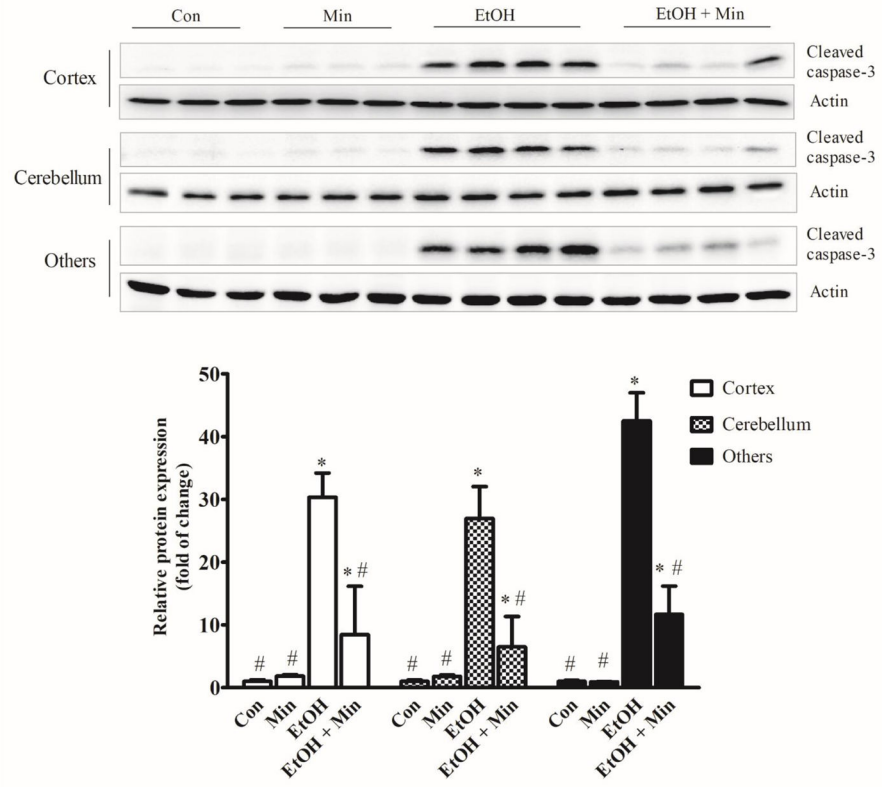 Con Min EtOH EtOH + Min
Cortex
Cleaved
caspase-3
Actin
Cerebellum
Cleaved
caspase-3
Actin
Others
Cleaved
caspase-3
Actin
Relative protein expression
(fold of change)
50
40
30
20
10
0
# # * * #
# # * * #
# # * * #
Con Min EtOH EtOH + Min Con Min EtOH EtOH + Min Con Min EtOH EtOH + Min
Cortex
Cerebellum
Others